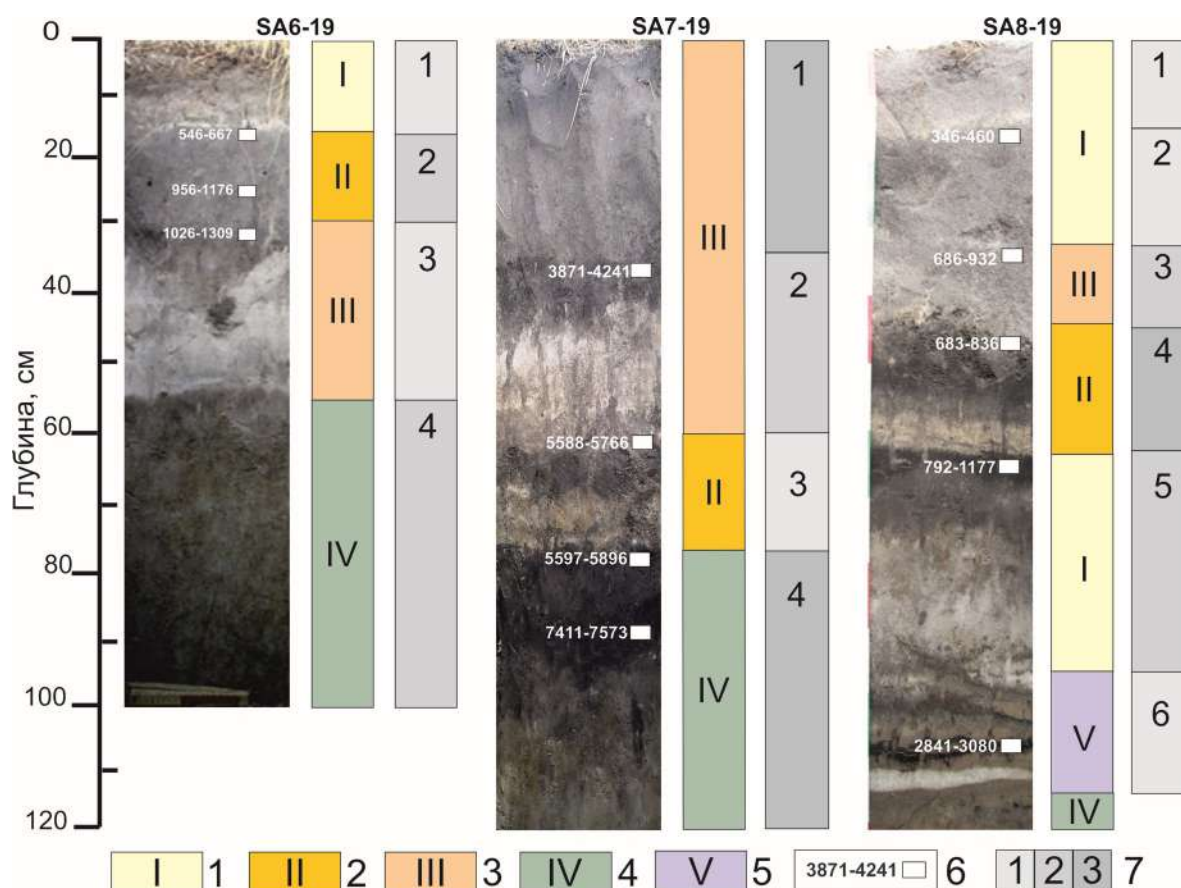 SA6-19 SA7-19 SA8-19
Глубина, см
0
20
40
60
80
100
120
546-667
956-1176
1026-1309
I
II
III
IV
1
2
3
4
3871-4241
5588-5766
5597-5896
7411-7573
III
II
IV
1
2
3
4
346-460
686-932
683-836
792-1177
2841-3080
I
III
II
I
V
IV
1
2
3
4
5
6
I 1 II 2 III 3 IV 4 V 5 3871-4241 6 1 2 3 7